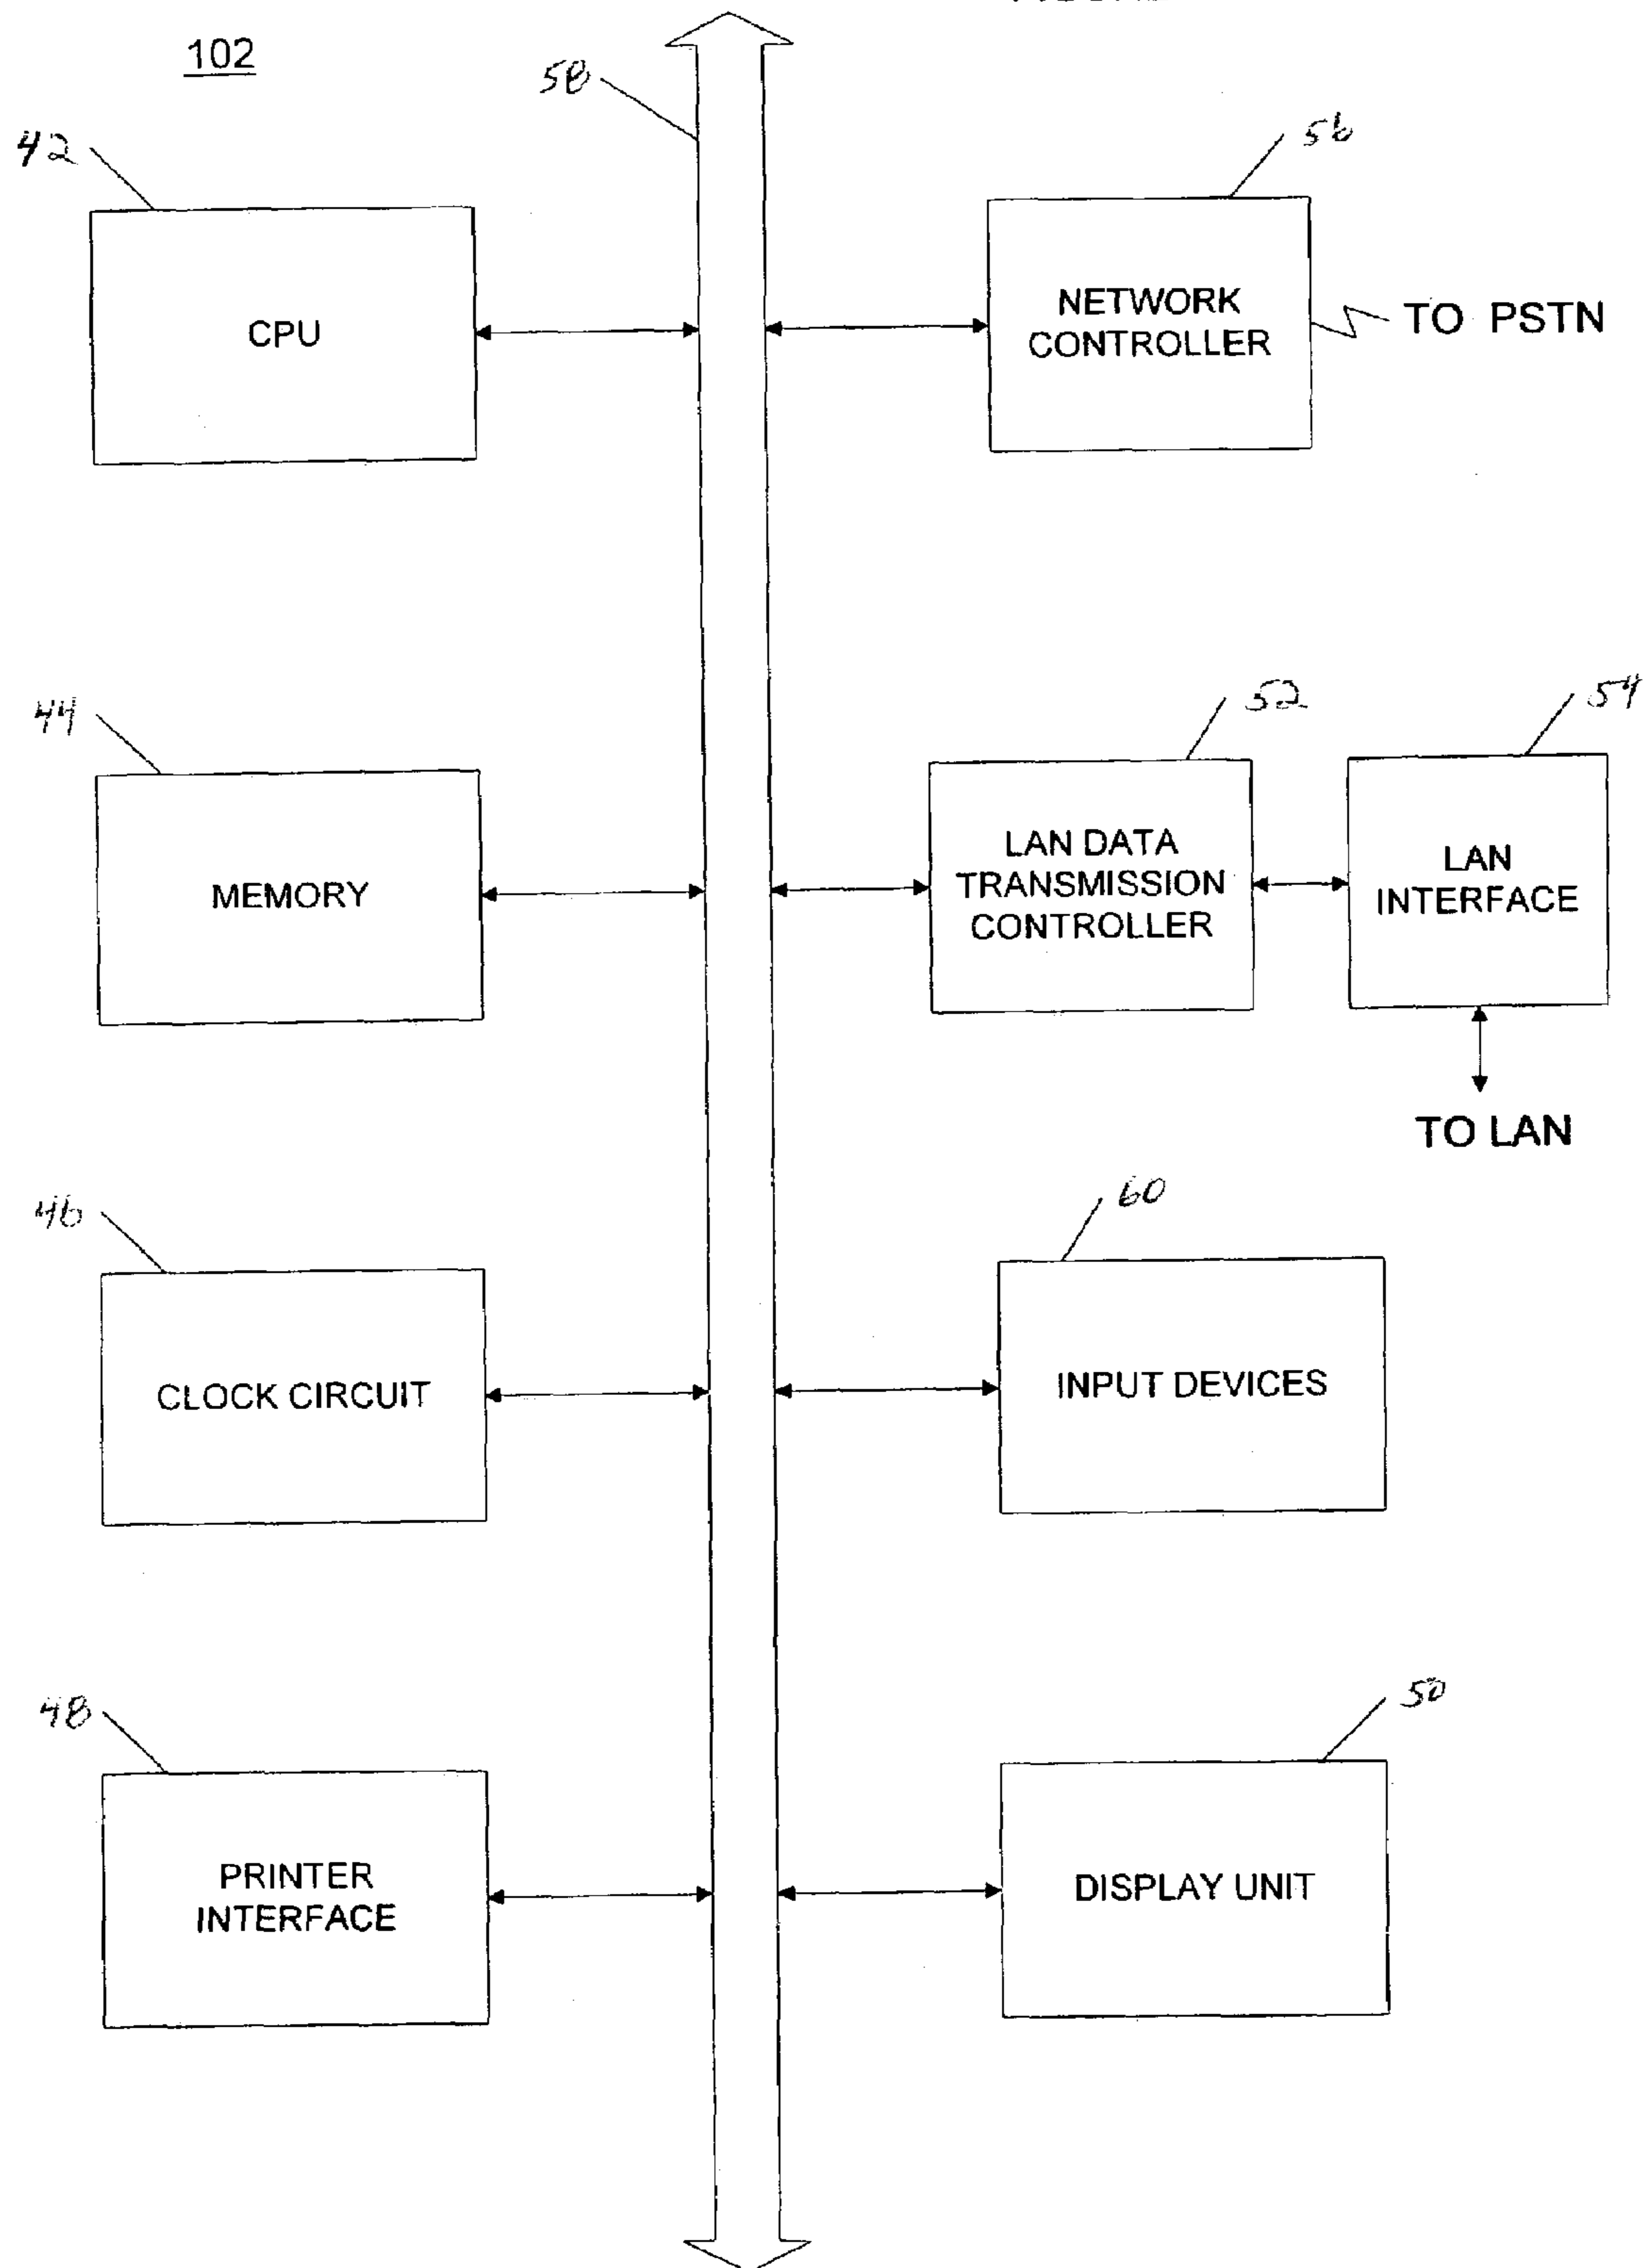 102
58
42
56
CPU
NETWORK
CONTROLLER
TO PSTN
44
52
54
MEMORY
LAN DATA
TRANSMISSION
CONTROLLER
LAN
INTERFACE
TO LAN
46
60
CLOCK CIRCUIT
INPUT DEVICES
48
50
PRINTER
INTERFACE
DISPLAY UNIT